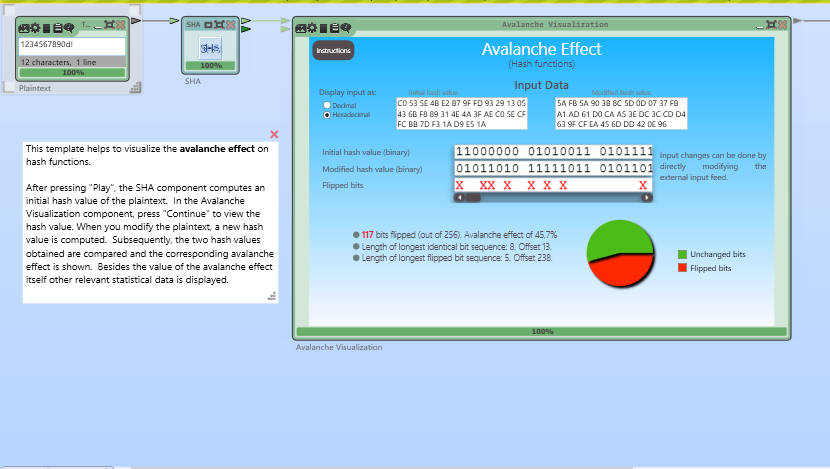 T...
1234567890d!
12 characters, 1 line
100%
Plaintext
SHA
SHA
100%
SHA
This template helps to visualize the avalanche effect on
hash functions.
After pressing "Play", the SHA component computes an
initial hash value of the plaintext. In the Avalanche
Visualization component, press "Continue" to view the
hash value. When you modify the plaintext, a new hash
value is computed. Subsequently, the two hash values
obtained are compared and the corresponding avalanche
effect is shown. Besides the value of the avalanche effect
itself other relevant statistical data is displayed.
Avalanche Visualization
Instructions
Avalanche Effect
(Hash functions)
Input Data
Display input as:
Decimal
Hexadecimal
Initial hash value
C0 53 5E 4B E2 B7 9F FD 93 29 13 05
43 6B F8 89 31 4E 4A 3F AE C0 5E CF
FC BB 7D F3 1A D9 E5 1A
Modified hash value
5A FB 5A 90 3B 8C 5D 0D 07 37 FB
A1 AD 61 D0 CA A5 3E DC 3C CD D4
63 9F CF EA 45 6D DD 42 0E 96
Initial hash value (binary)
11000000 01010011 0101111
Modified hash value (binary)
01011010 11111011 0101101
Flipped bits
X XX X X X X X
Input changes can be done by
directly modifying the
external input feed.
117 bits flipped (out of 256). Avalanche effect of 45,7%
Length of longest identical bit sequence: 8. Offset 13.
Length of longest flipped bit sequence: 5. Offset 238.
Unchanged bits
Flipped bits
100%
Avalanche Visualization